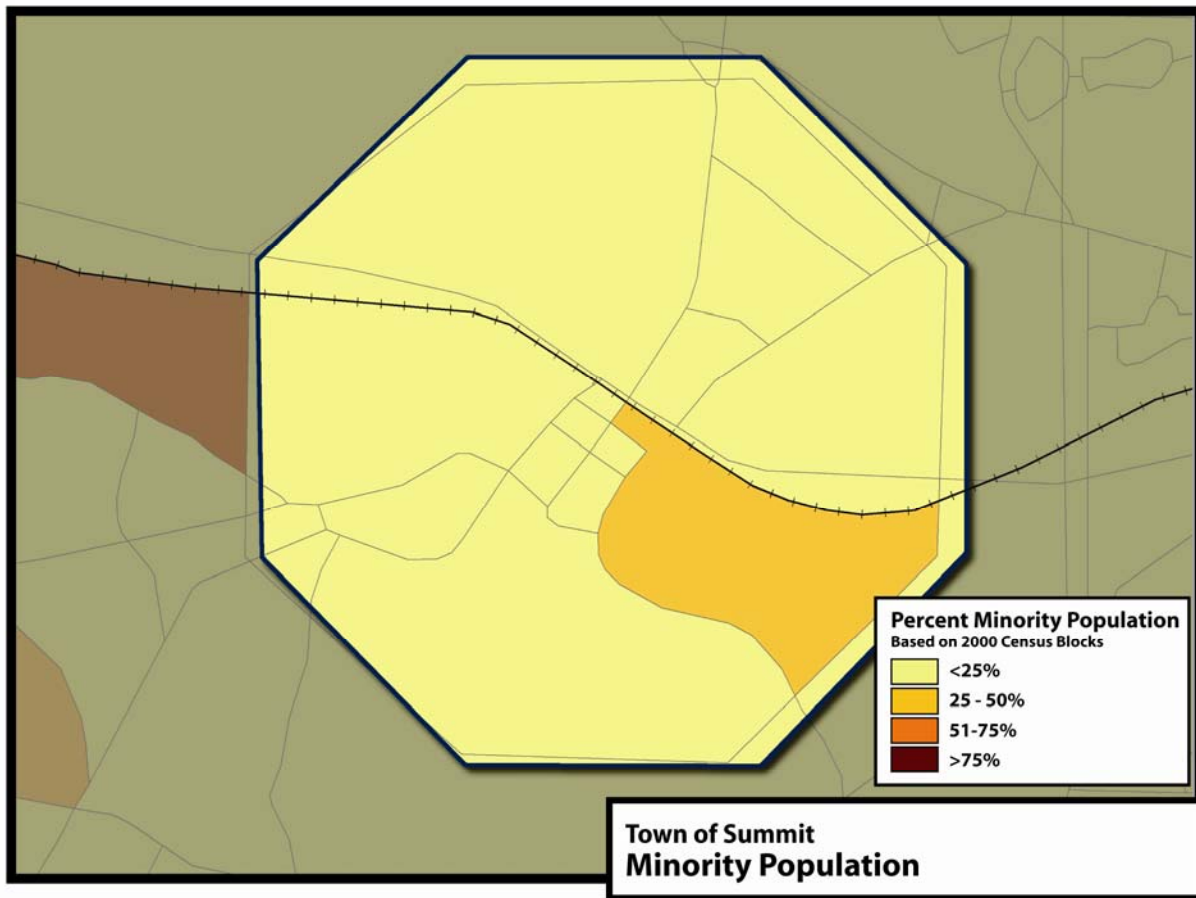 Percent Minority Population
Based on 2000 Census Blocks
<25%
25 - 50%
51-75%
>75%
Town of Summit
Minority Population